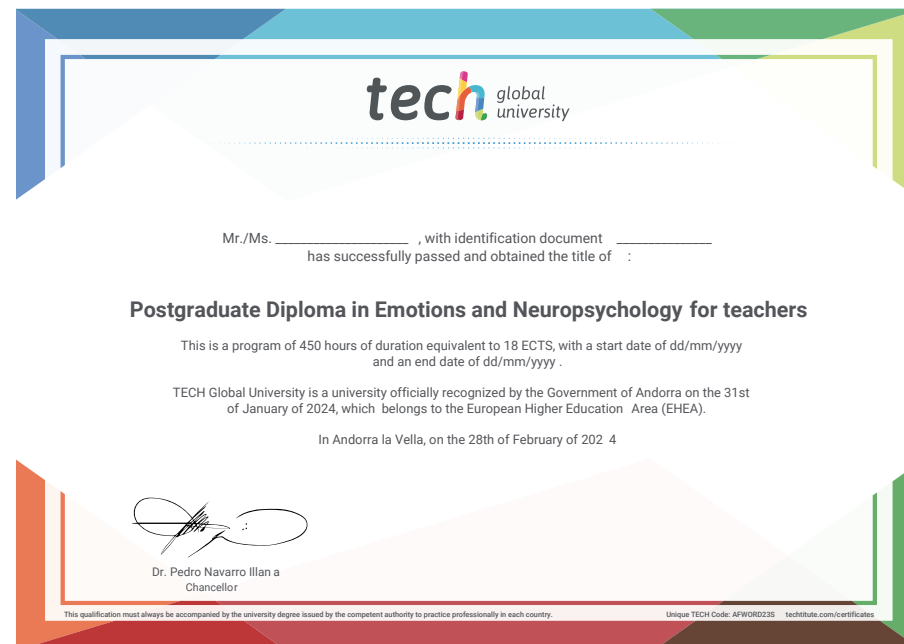 tech global
university
Mr./Ms. _____________________ , with identification document _______________
has successfully passed and obtained the title of :
Postgraduate Diploma in Emotions and Neuropsychology for teachers
This is a program of 450 hours of duration equivalent to 18 ECTS, with a start date of dd/mm/yyyy
and an end date of dd/mm/yyyy .
TECH Global University is a university officially recognized by the Government of Andorra on the 31st
of January of 2024, which belongs to the European Higher Education Area (EHEA).
In Andorra la Vella, on the 28th of February of 202 4
Dr. Pedro Navarro Illan a
Chancellor
This qualification must always be accompanied by the university degree issued by the competent authority to practice professionally in each country. Unique TECH Code: AFWORD23S techtitute.com/certificates